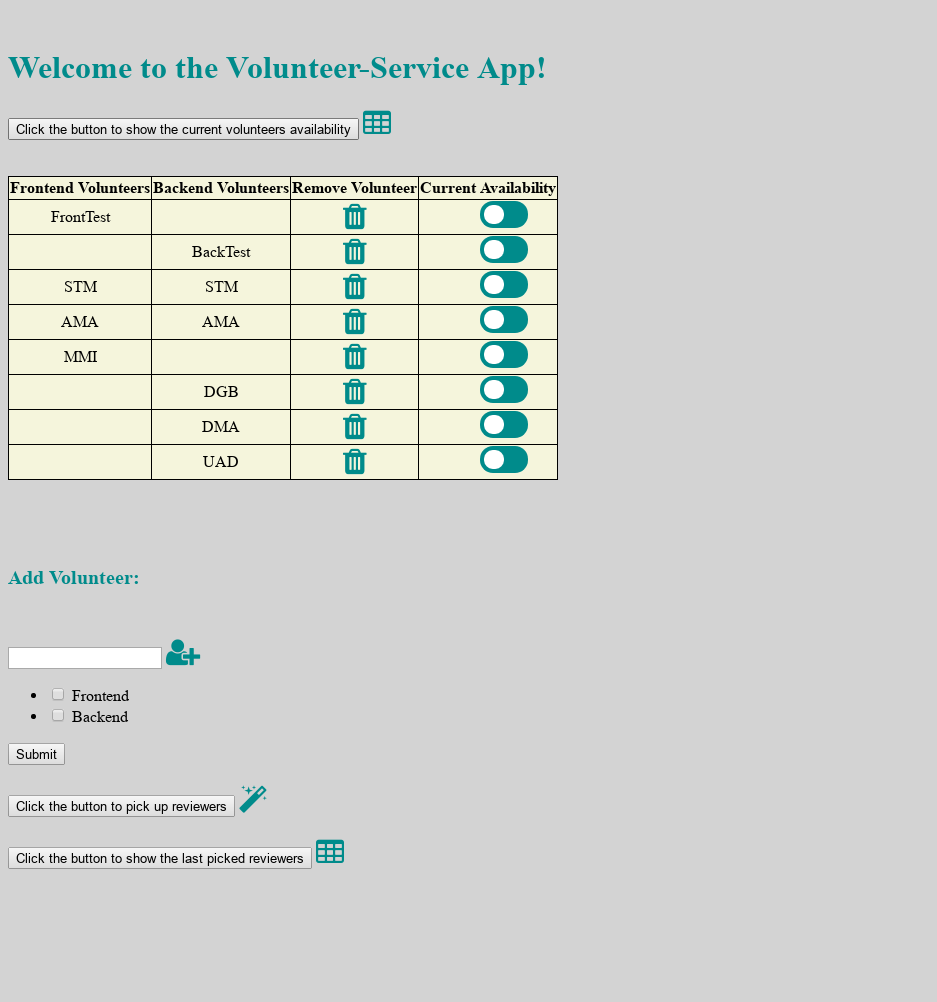 Welcome to the Volunteer-Service App!
Click the button to show the current volunteers availability
Frontend Volunteers Backend Volunteers Remove Volunteer Current Availability
FrontTest
BackTest
STM STM
AMA AMA
MMI
DGB
DMA
UAD
Add Volunteer:
Frontend
Backend
Submit
Click the button to pick up reviewers
Click the button to show the last picked reviewers